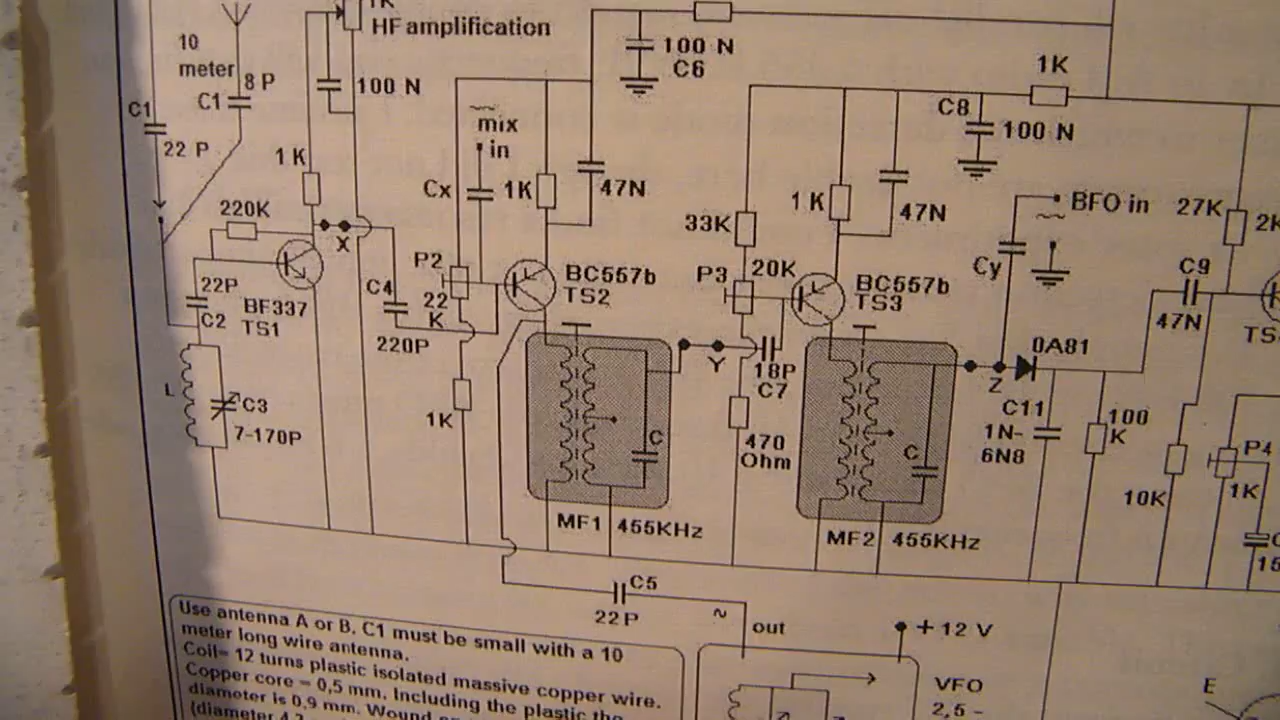 HF amplification
10
meter
8 P
C1
C1
22 P
100 N
1 K
220K
X
22P
C2
BF337
TS1
C4
220P
L
C3
7-170P
100 N
C6
~
mix
in
Cx
1K
47N
P2
22
K
1K
BC557b
TS2
C
MF1
455KHz
1K
C8
100 N
33K
1 K
47N
P3
20K
BC557b
TS3
Y
18P
C7
470
Ohm
C
MF2
455KHz
BFO in
~
Cy
0A81
Z
C11
1N-
6N8
100
K
27K
C9
47N
10K
P4
1K
C5
22 P
~
out
+ 12 V
VFO
2,5 –
E
Use antenna A or B. C1 must be small with a 10
meter long wire antenna.
Coil= 12 turns plastic isolated massive copper wire.
Copper core = 0,5 mm. Including the plastic the
diameter is 0,9 mm. Wound
(diameter